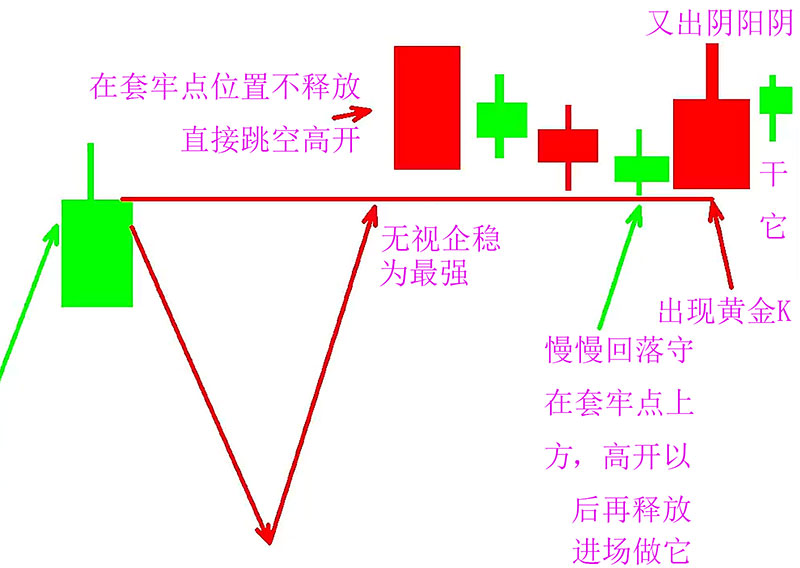 又出阴阳阴
在套牢点位置不释放
直接跳空高开
干
它
无视企稳
为最强
出现黄金K
慢慢回落守
在套牢点上
方，高开以
后再释放
进场做它